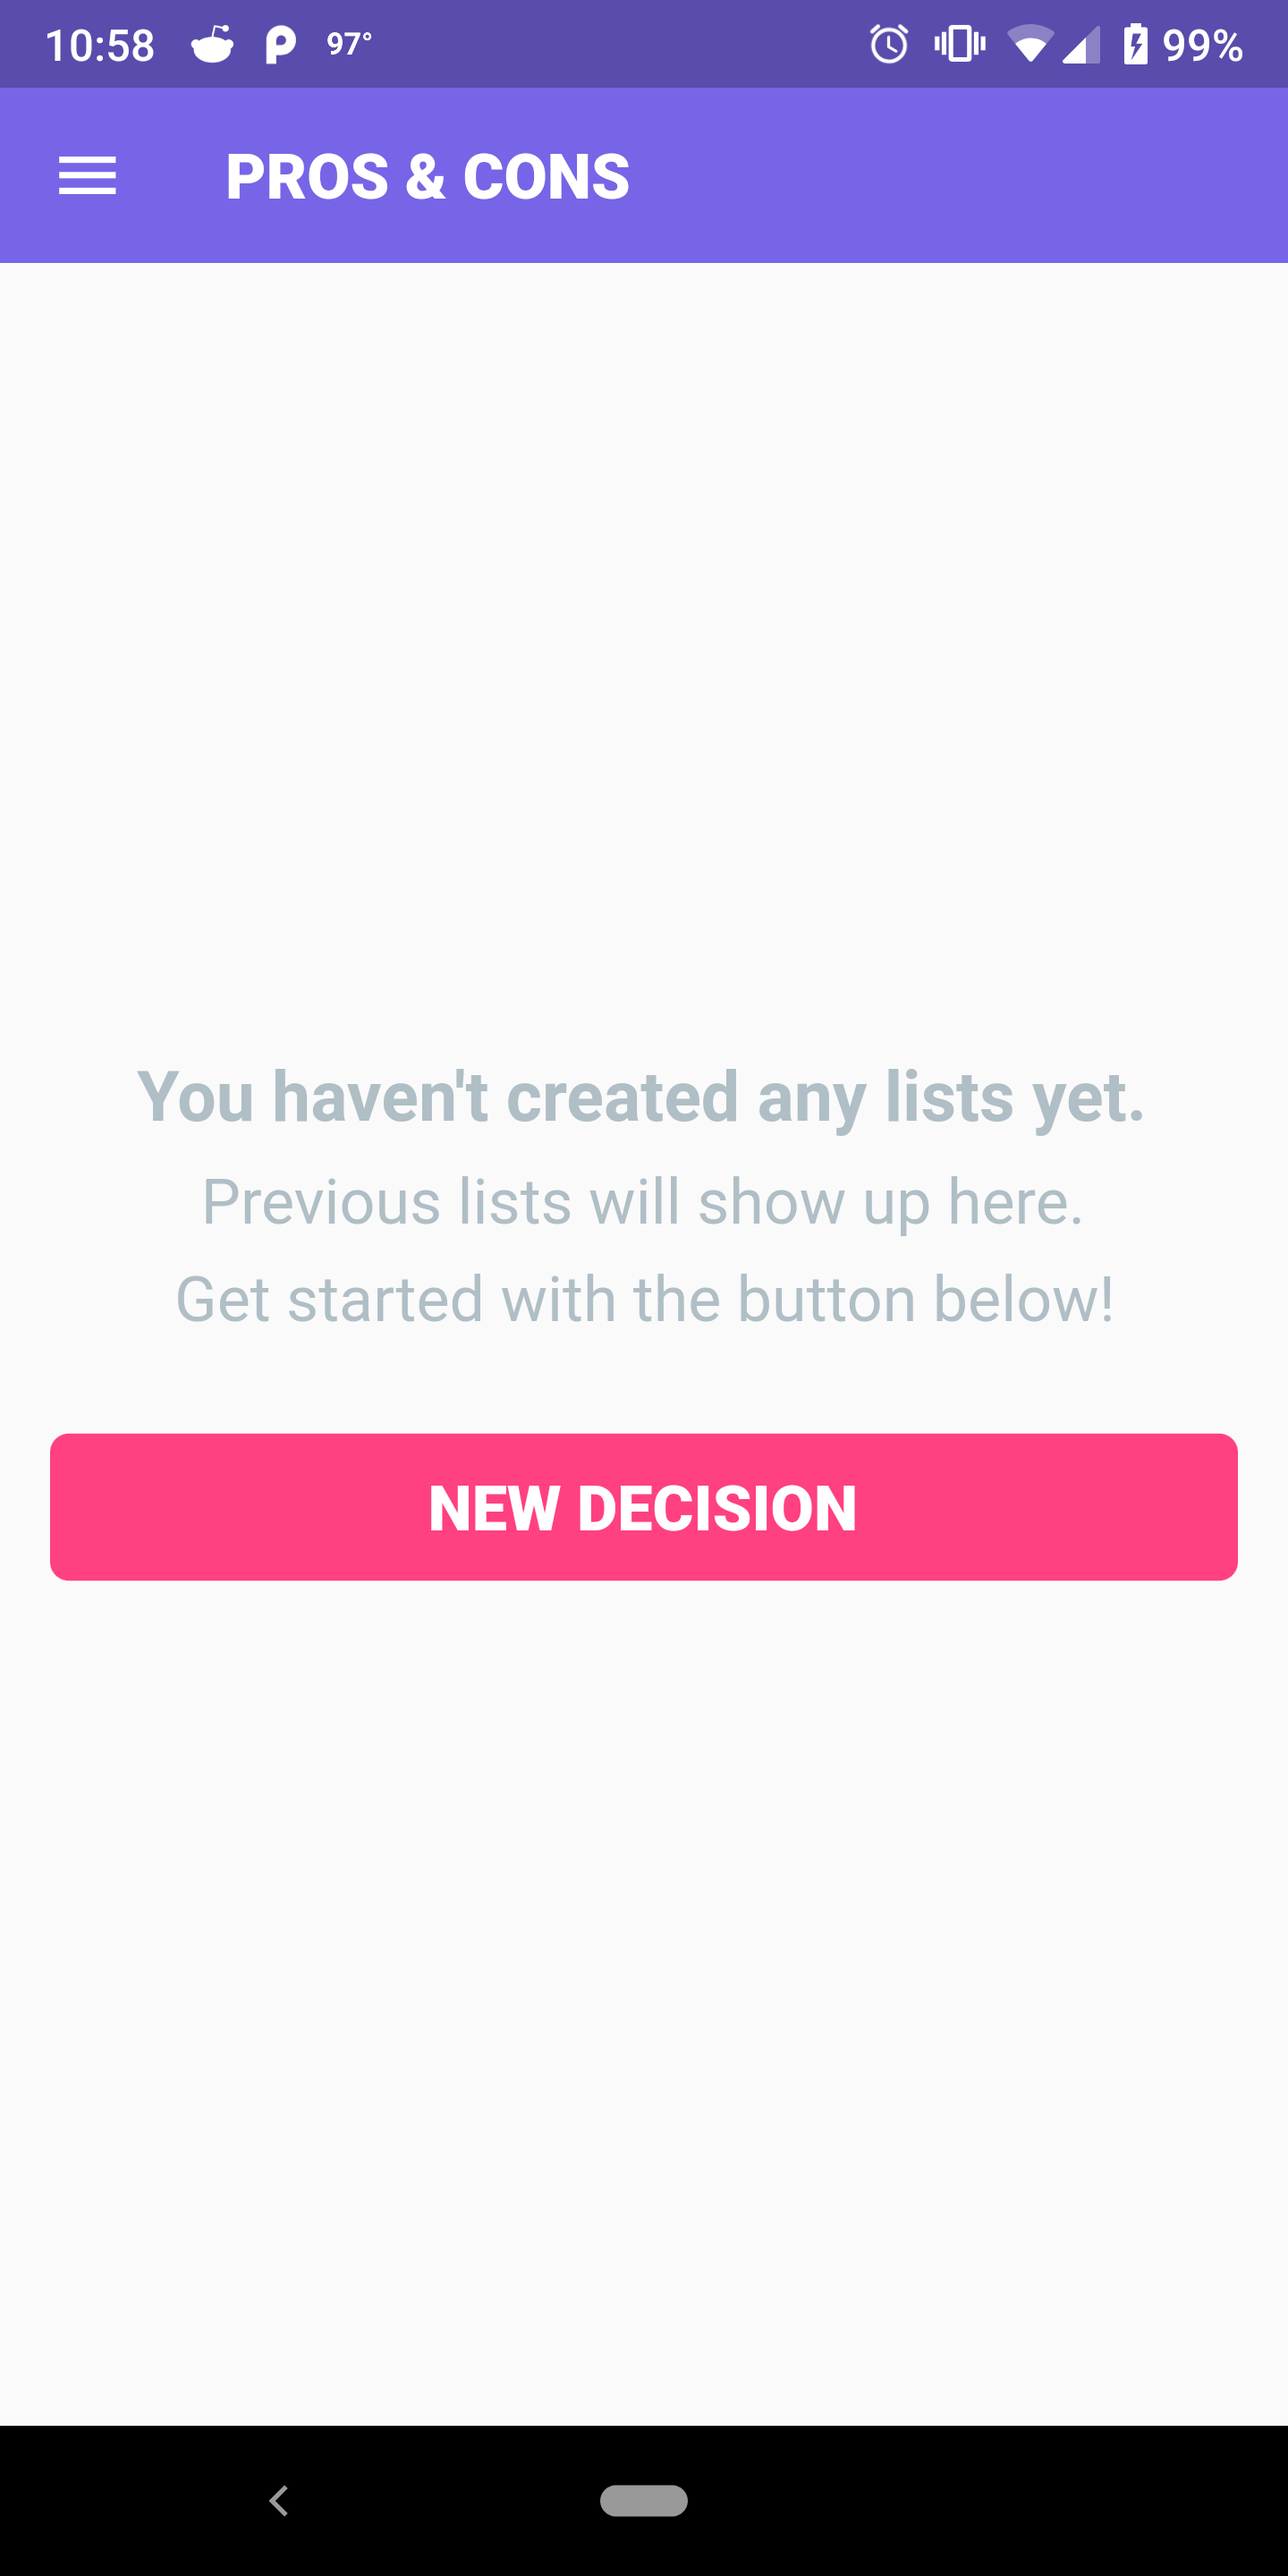 10:58 97° 99%
PROS & CONS
You haven't created any lists yet.
Previous lists will show up here.
Get started with the button below!
NEW DECISION